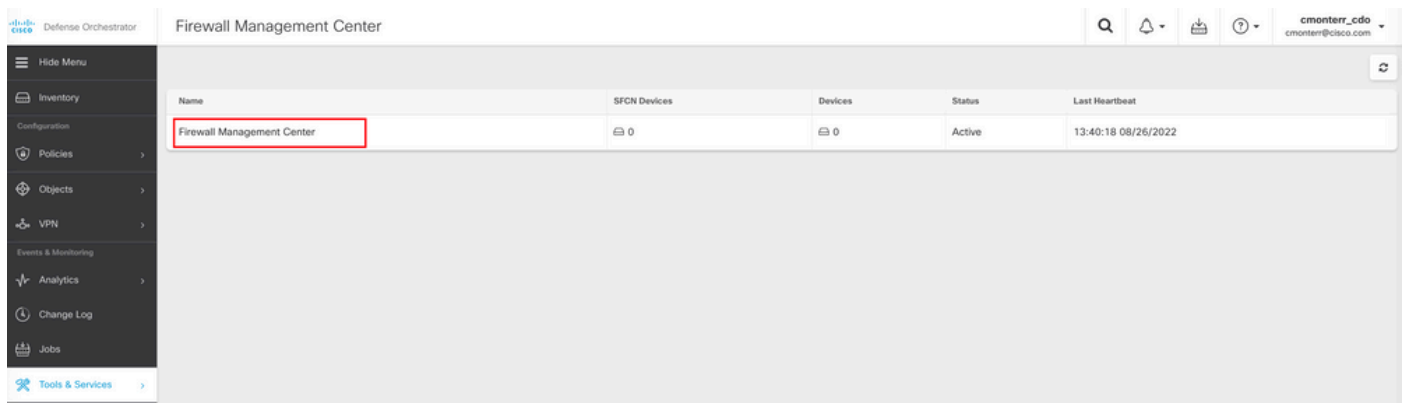 CISCO Defense Orchestrator
Firewall Management Center
cmonterr_cdo
cmonterr@cisco.com
Hide Menu
Inventory
Configuration
Policies
Objects
VPN
Events & Monitoring
Analytics
Change Log
Jobs
Tools & Services
Name SFCN Devices Devices Status Last Heartbeat
Firewall Management Center 0 0 Active 13:40:18 08/26/2022